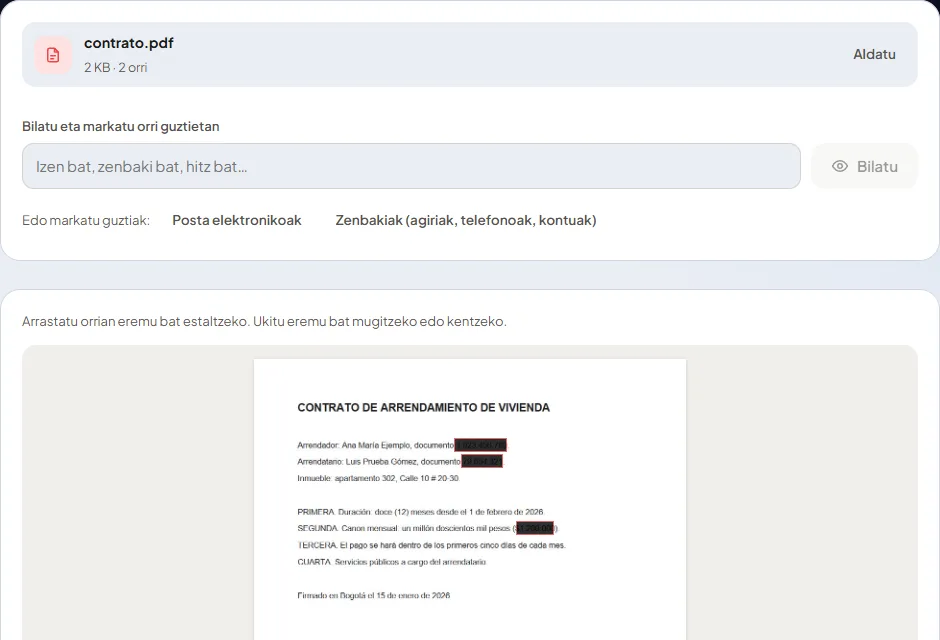 contrato.pdf
2 KB · 2 orri
Aldatu
Bilatu eta markatu orri guztietan
Izen bat, zenbaki bat, hitz bat...
Bilatu
Edo markatu guztiak:
Posta elektronikoak
Zenbakiak (agiriak, telefonoak, kontuak)
Arrastatu orrian eremu bat estaltzeko. Ukitu eremu bat mugitzeko edo kentzeko.
CONTRATO DE ARRENDAMIENTO DE VIVIENDA
Arrendador: Ana María Ejemplo, documento
Arrendatario: Luis Prueba Gómez, documento
Inmueble: apartamento 302, Calle 10 # 20-30
PRIMERA. Duración: doce (12) meses desde el 1 de febrero de 2026.
SEGUNDA. Canon mensual: un millón doscientos mil pesos (
TERCERA. El pago se hará dentro de los primeros cinco días de cada mes.
CUARTA. Servicios públicos a cargo del arrendatario
Firmado en Bogotá el 15 de enero de 2026